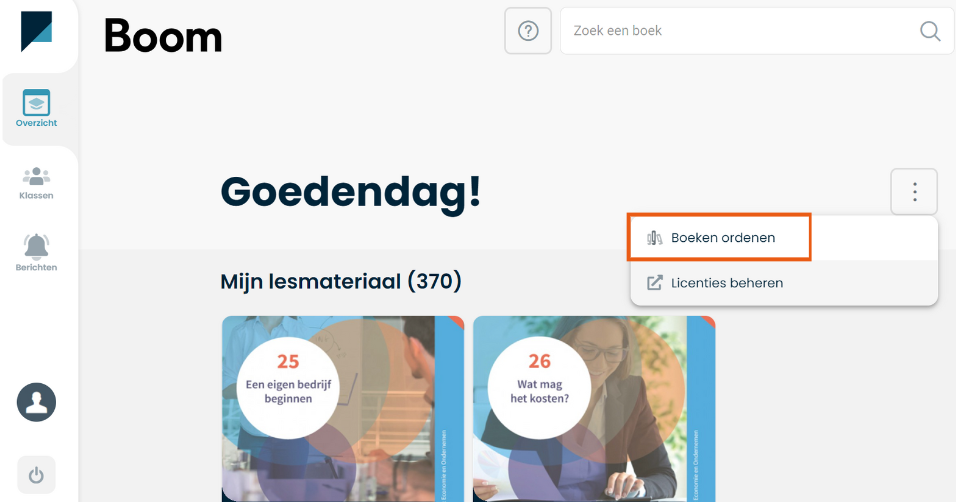 Boom
Zoek een boek
Overzicht
Klassen
Berichten
Goedendag!
Boeken ordenen
Licenties beheren
Mijn lesmateriaal (370)
25
Een eigen bedrijf
beginnen
Economie en Ondernemen
26
Wat mag
het kosten?
Economie en Ondernemen